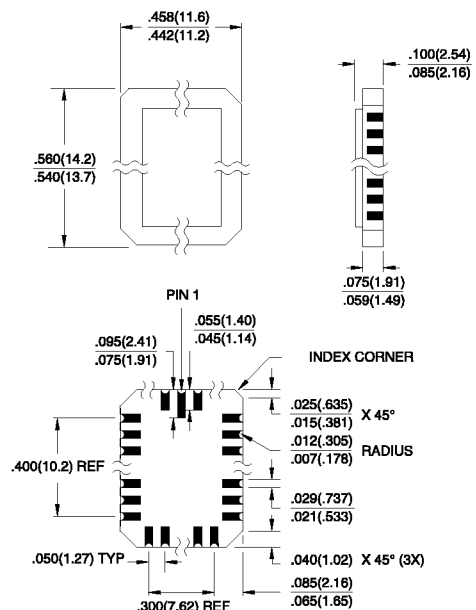 .458(11.6)
.442(11.2)
.100(2.54)
.085(2.16)
.560(14.2)
.540(13.7)
.075(1.91)
.059(1.49)
PIN 1
.095(2.41)
.075(1.91)
.055(1.40)
.045(1.14)
INDEX CORNER
.025(.635)
.015(.381)
X 45°
.012(.305)
.007(.178)
RADIUS
.400(10.2) REF
.029(.737)
.021(.533)
.050(1.27) TYP
.040(1.02) X 45° (3X)
.085(2.16)
.065(1.65)
.300(7.62) REF